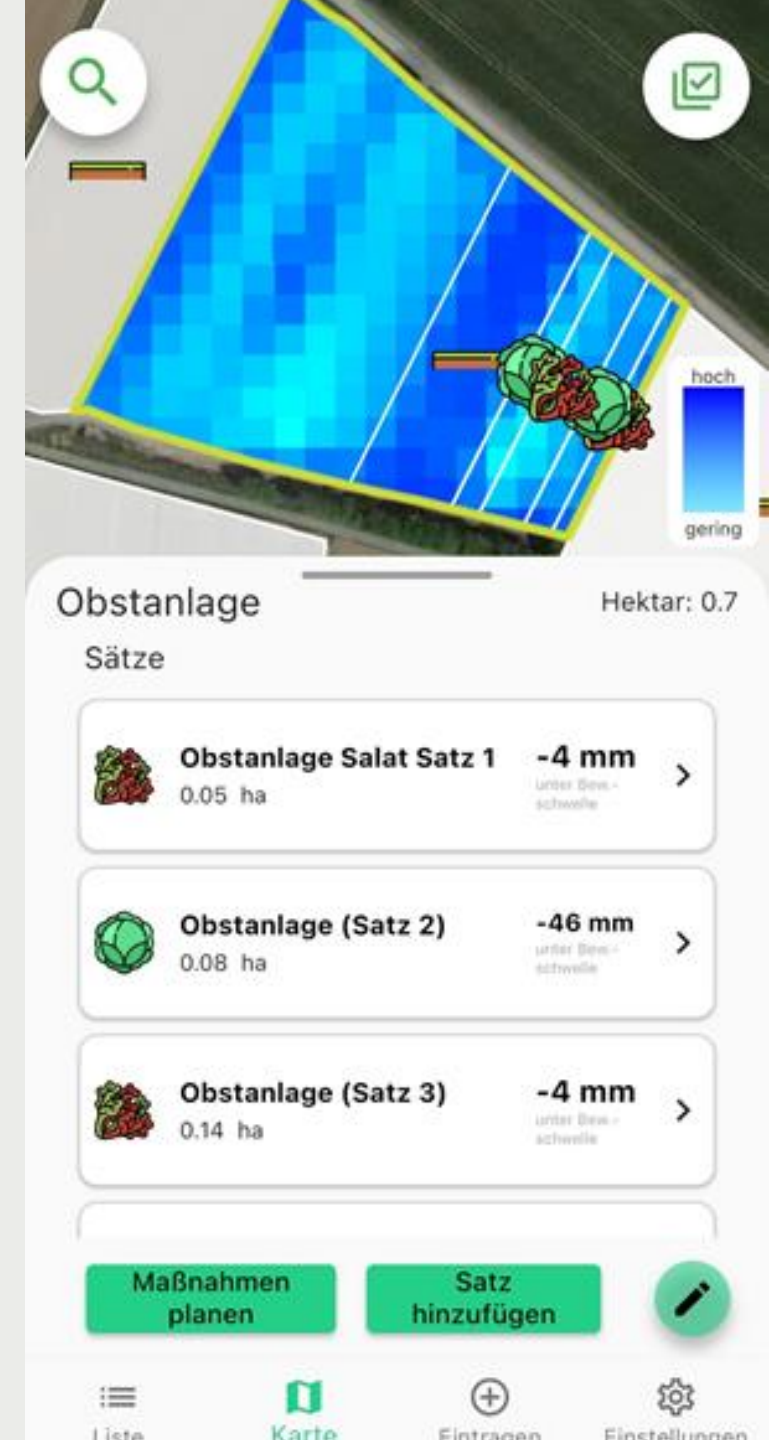 hoch
gering
Obstanlage
Hektar: 0.7
Sätze
Obstanlage Salat Satz 1
-4 mm
0.05 ha
unter Bew.-
schwelle
Obstanlage (Satz 2)
-46 mm
0.08 ha
unter Bew.-
schwelle
Obstanlage (Satz 3)
-4 mm
0.14 ha
unter Bew.-
schwelle
Maßnahmen
planen
Satz
hinzufügen
Liste
Karte
Eintragen
Einstellungen